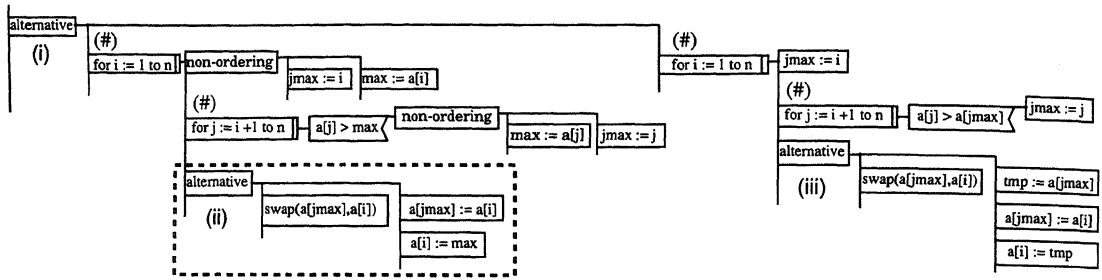 alternative
(i)
(#)
for i := 1 to n
non-ordering
jmax := i
max := a[i]
(#)
for j := i +1 to n
a[j] > max
non-ordering
max := a[j]
jmax := j
alternative
(ii)
swap(a[jmax],a[i])
a[jmax] := a[i]
a[i] := max
(#)
for i := 1 to n
jmax := i
(#)
for j := i+1 to n
a[j] > a[jmax]
jmax := j
alternative
(iii)
swap(a[jmax],a[i])
tmp := a[jmax]
a[jmax] := a[i]
a[i] := tmp